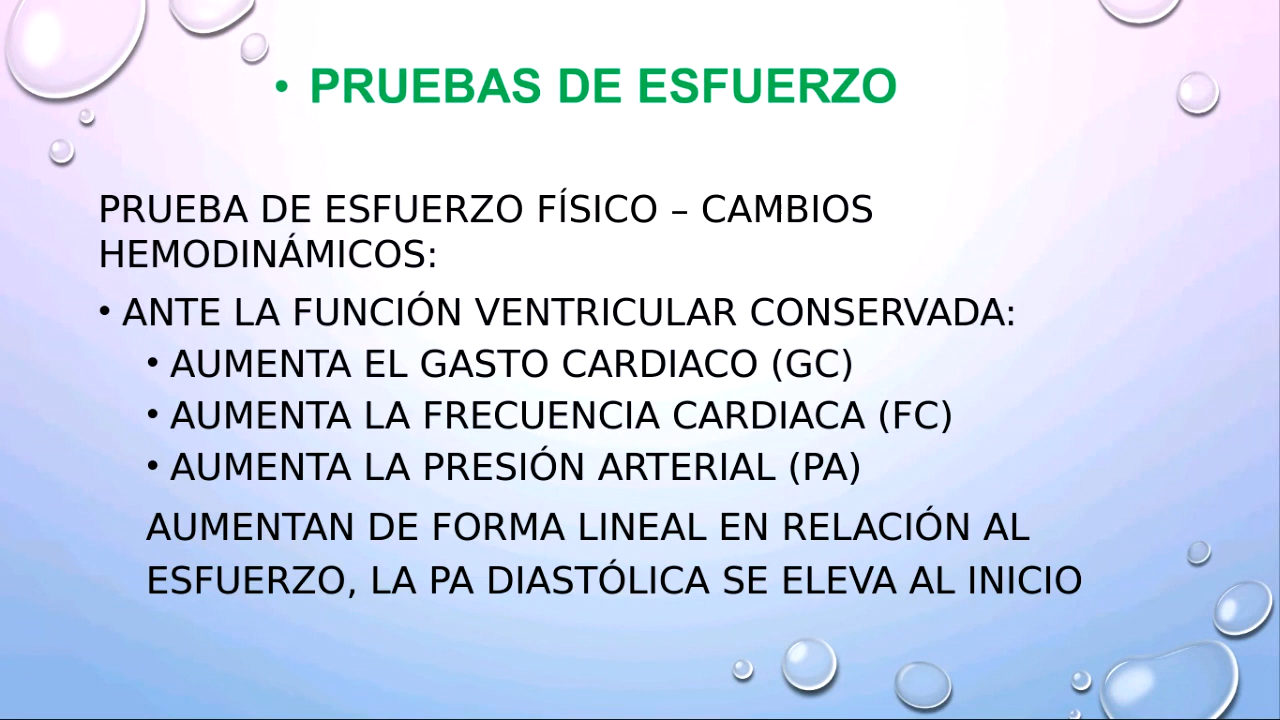 • PRUEBAS DE ESFUERZO
PRUEBA DE ESFUERZO FÍSICO – CAMBIOS
HEMODINÁMICOS:
• ANTE LA FUNCIÓN VENTRICULAR CONSERVADA:
• AUMENTA EL GASTO CARDIACO (GC)
• AUMENTA LA FRECUENCIA CARDIACA (FC)
• AUMENTA LA PRESIÓN ARTERIAL (PA)
AUMENTAN DE FORMA LINEAL EN RELACIÓN AL
ESFUERZO, LA PA DIASTÓLICA SE ELEVA AL INICIO